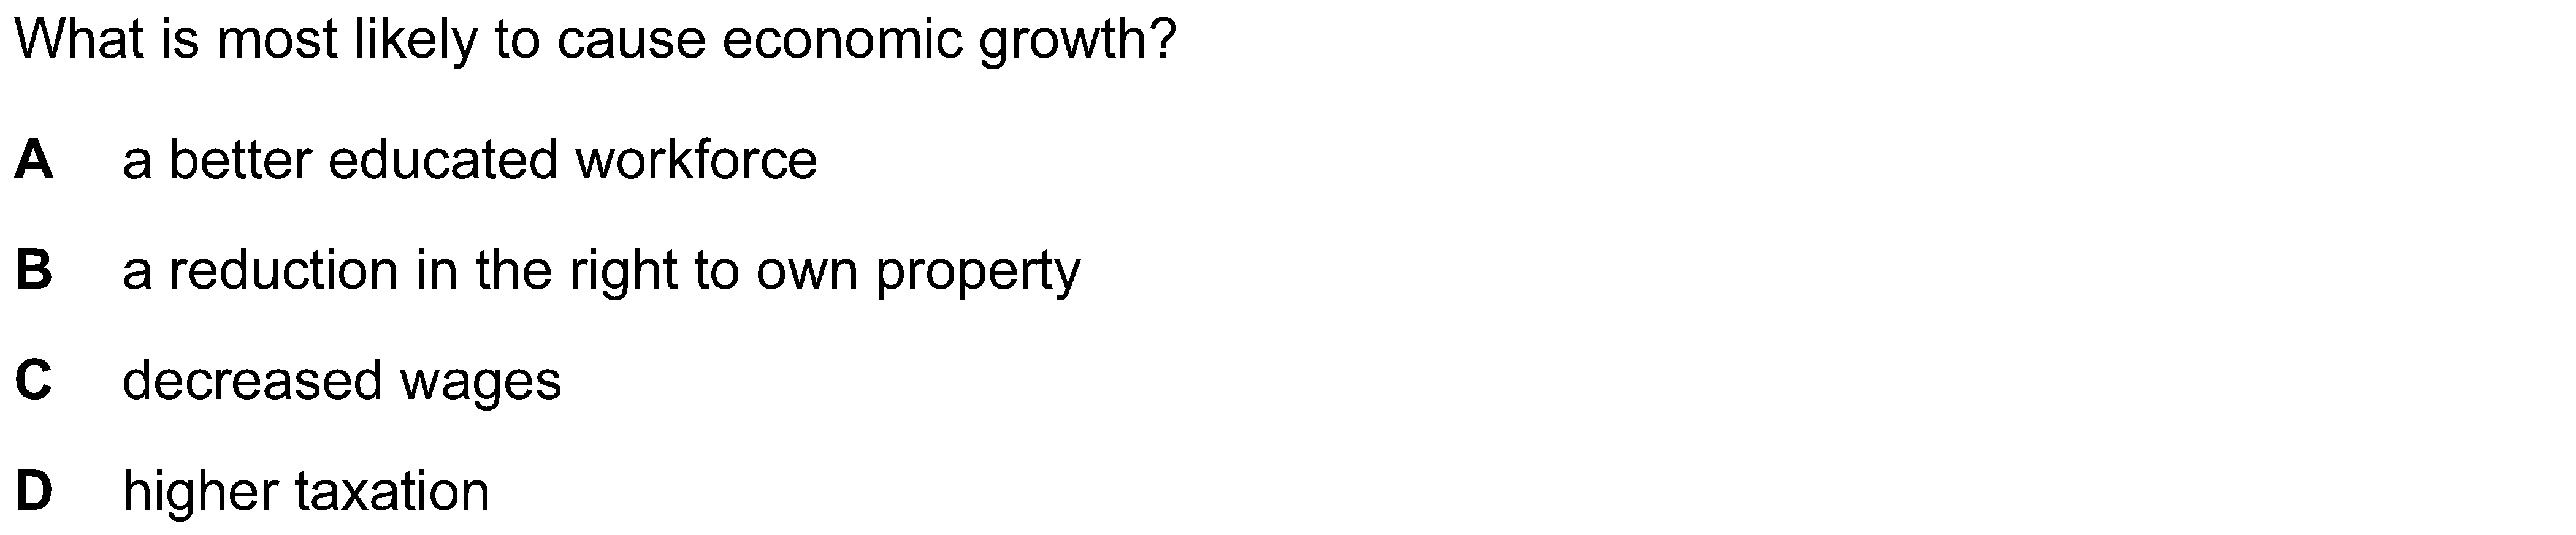 What is most likely to cause economic growth?
A a better educated workforce
B a reduction in the right to own property
C decreased wages
D higher taxation